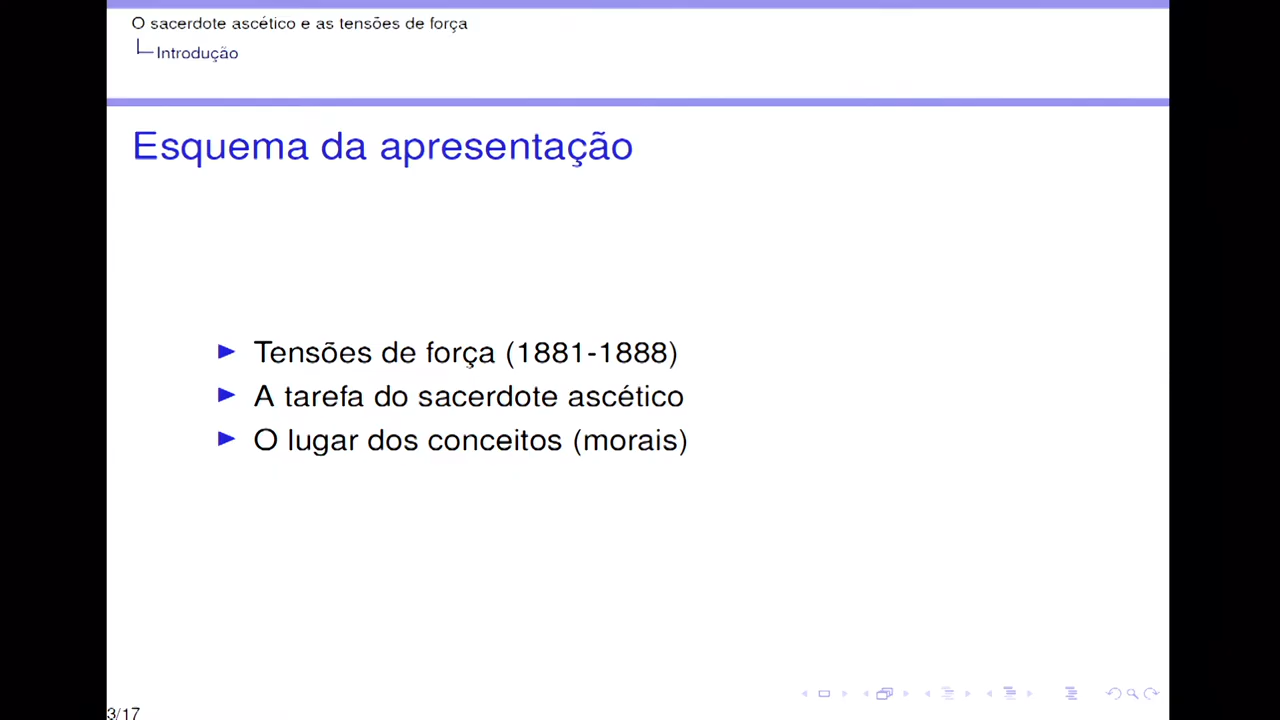 O sacerdote ascético e as tensões de força
Introdução
Esquema da apresentação
Tensões de força (1881-1888)
A tarefa do sacerdote ascético
O lugar dos conceitos (morais)
3/17